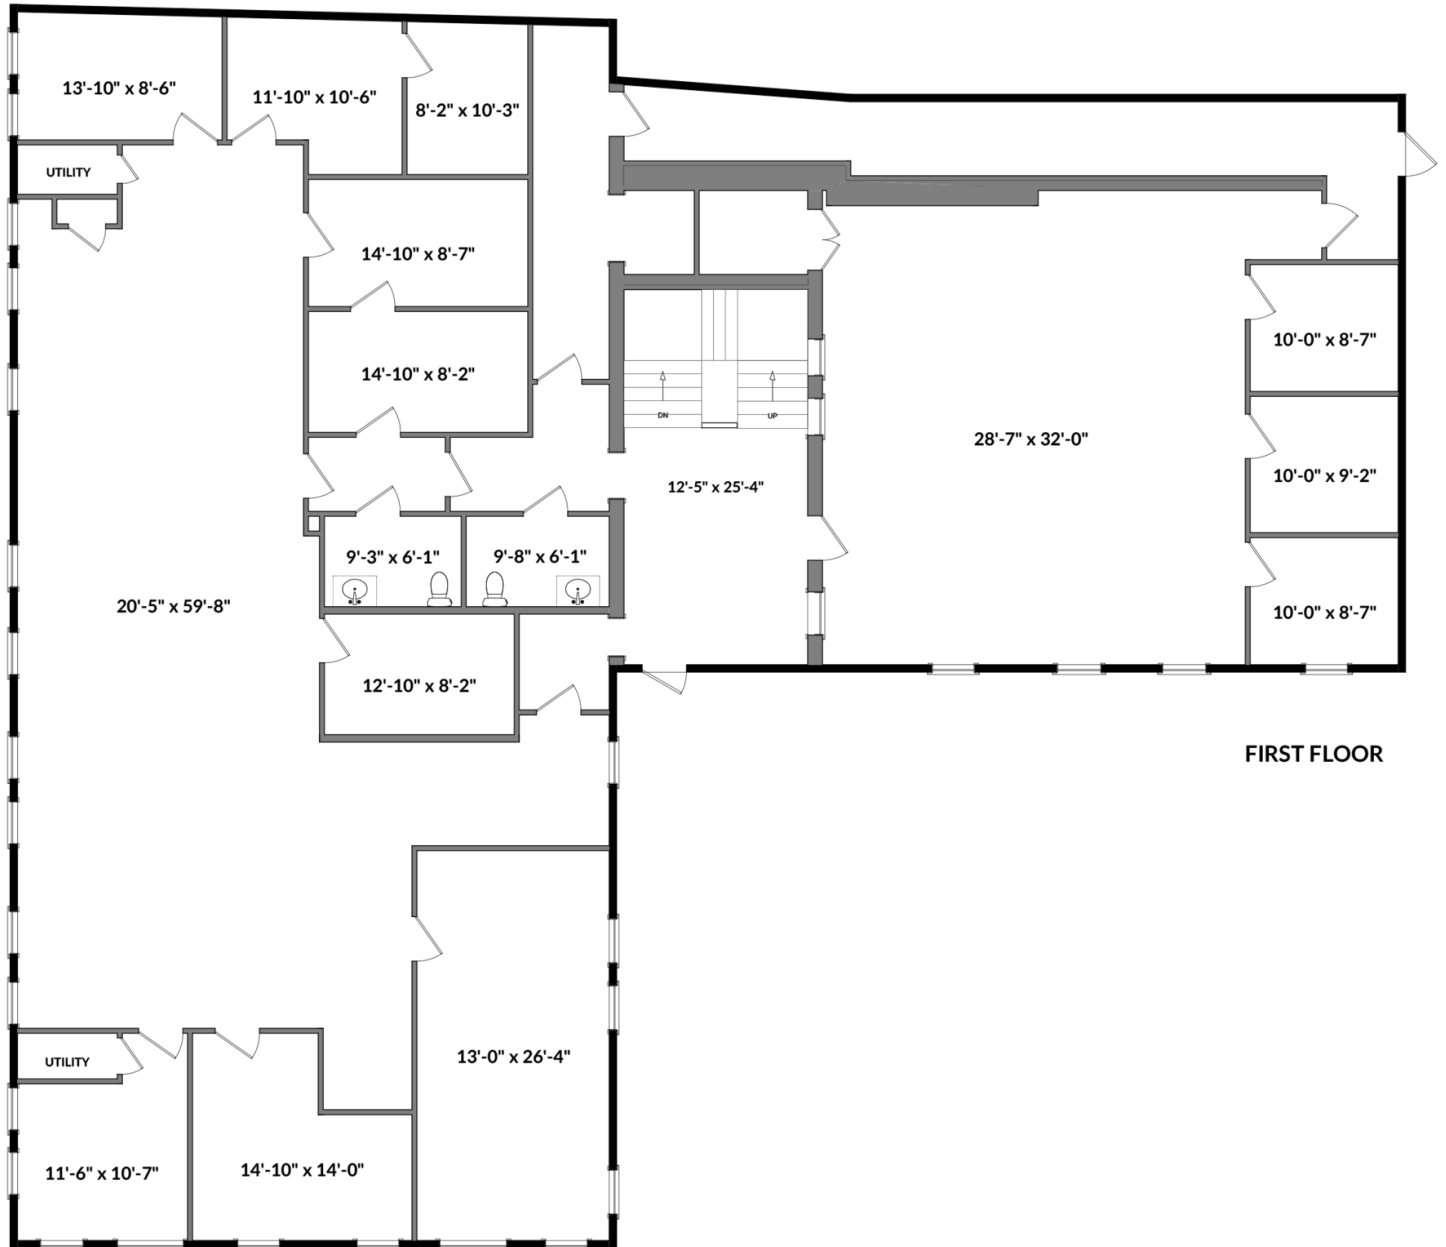 13'-10" x 8'-6"
11'-10" x 10'-6"
8'-2" x 10'-3"
UTILITY
14'-10" x 8'-7"
14'-10" x 8'-2"
10'-0" x 8'-7"
DN
UP
28'-7" x 32'-0"
10'-0" x 9'-2"
12'-5" x 25'-4"
9'-3" x 6'-1"
9'-8" x 6'-1"
20'-5" x 59'-8"
10'-0" x 8'-7"
12'-10" x 8'-2"
FIRST FLOOR
13'-0" x 26'-4"
UTILITY
11'-6" x 10'-7"
14'-10" x 14'-0"